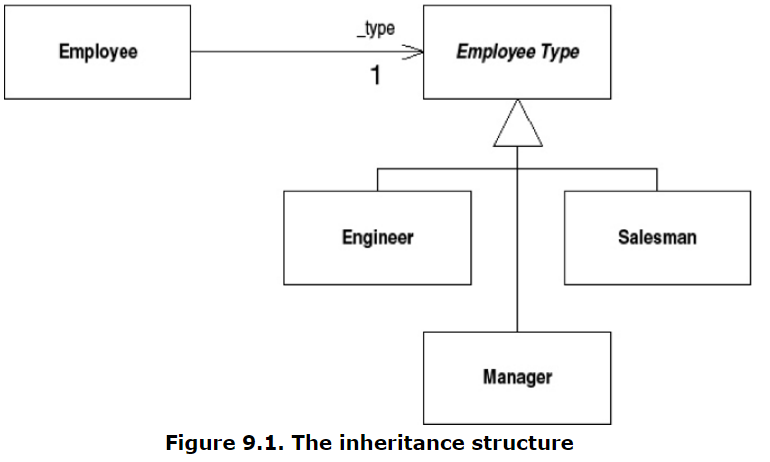 _type
Employee
Employee Type
1
Engineer
Salesman
Manager
Figure 9.1. The inheritance structure